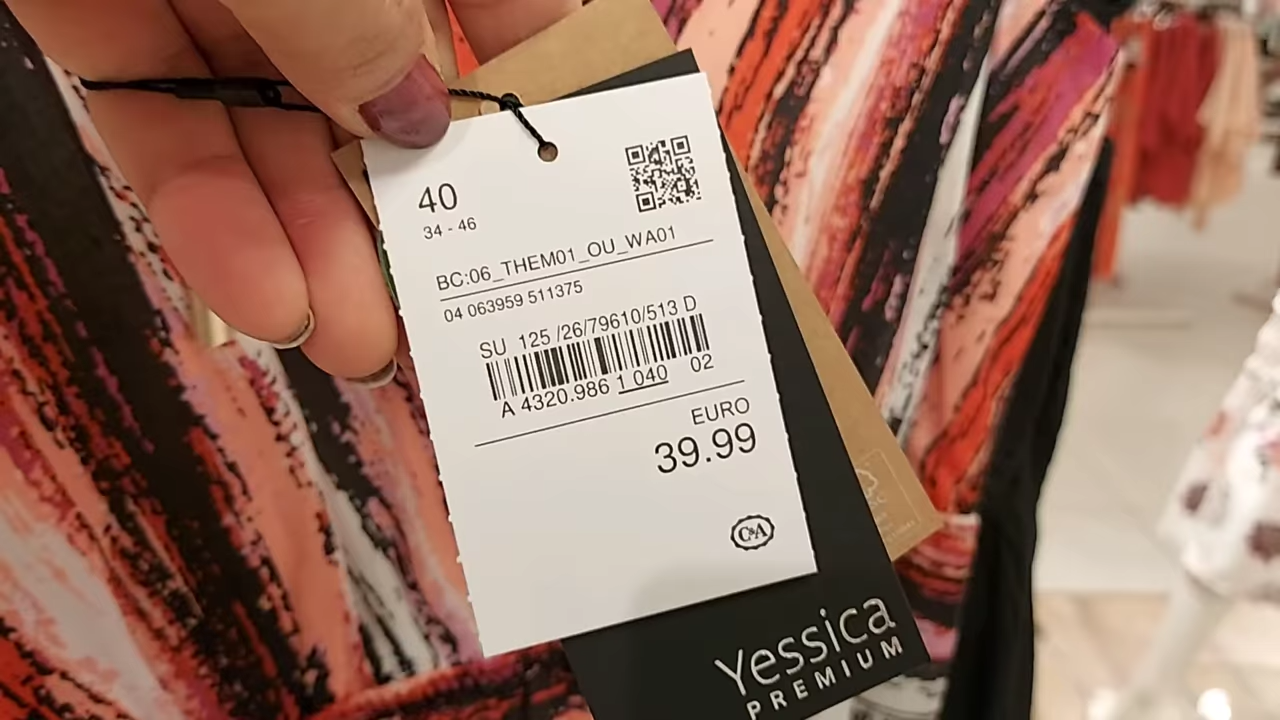 40
34 - 46
BC:06_THEM01_OU_WA01
04 063959 511375
SU 125 /26/79610/513 D
A 4320.986 1 040 02
EURO
39.99
C&A
Yessica
PREMIUM